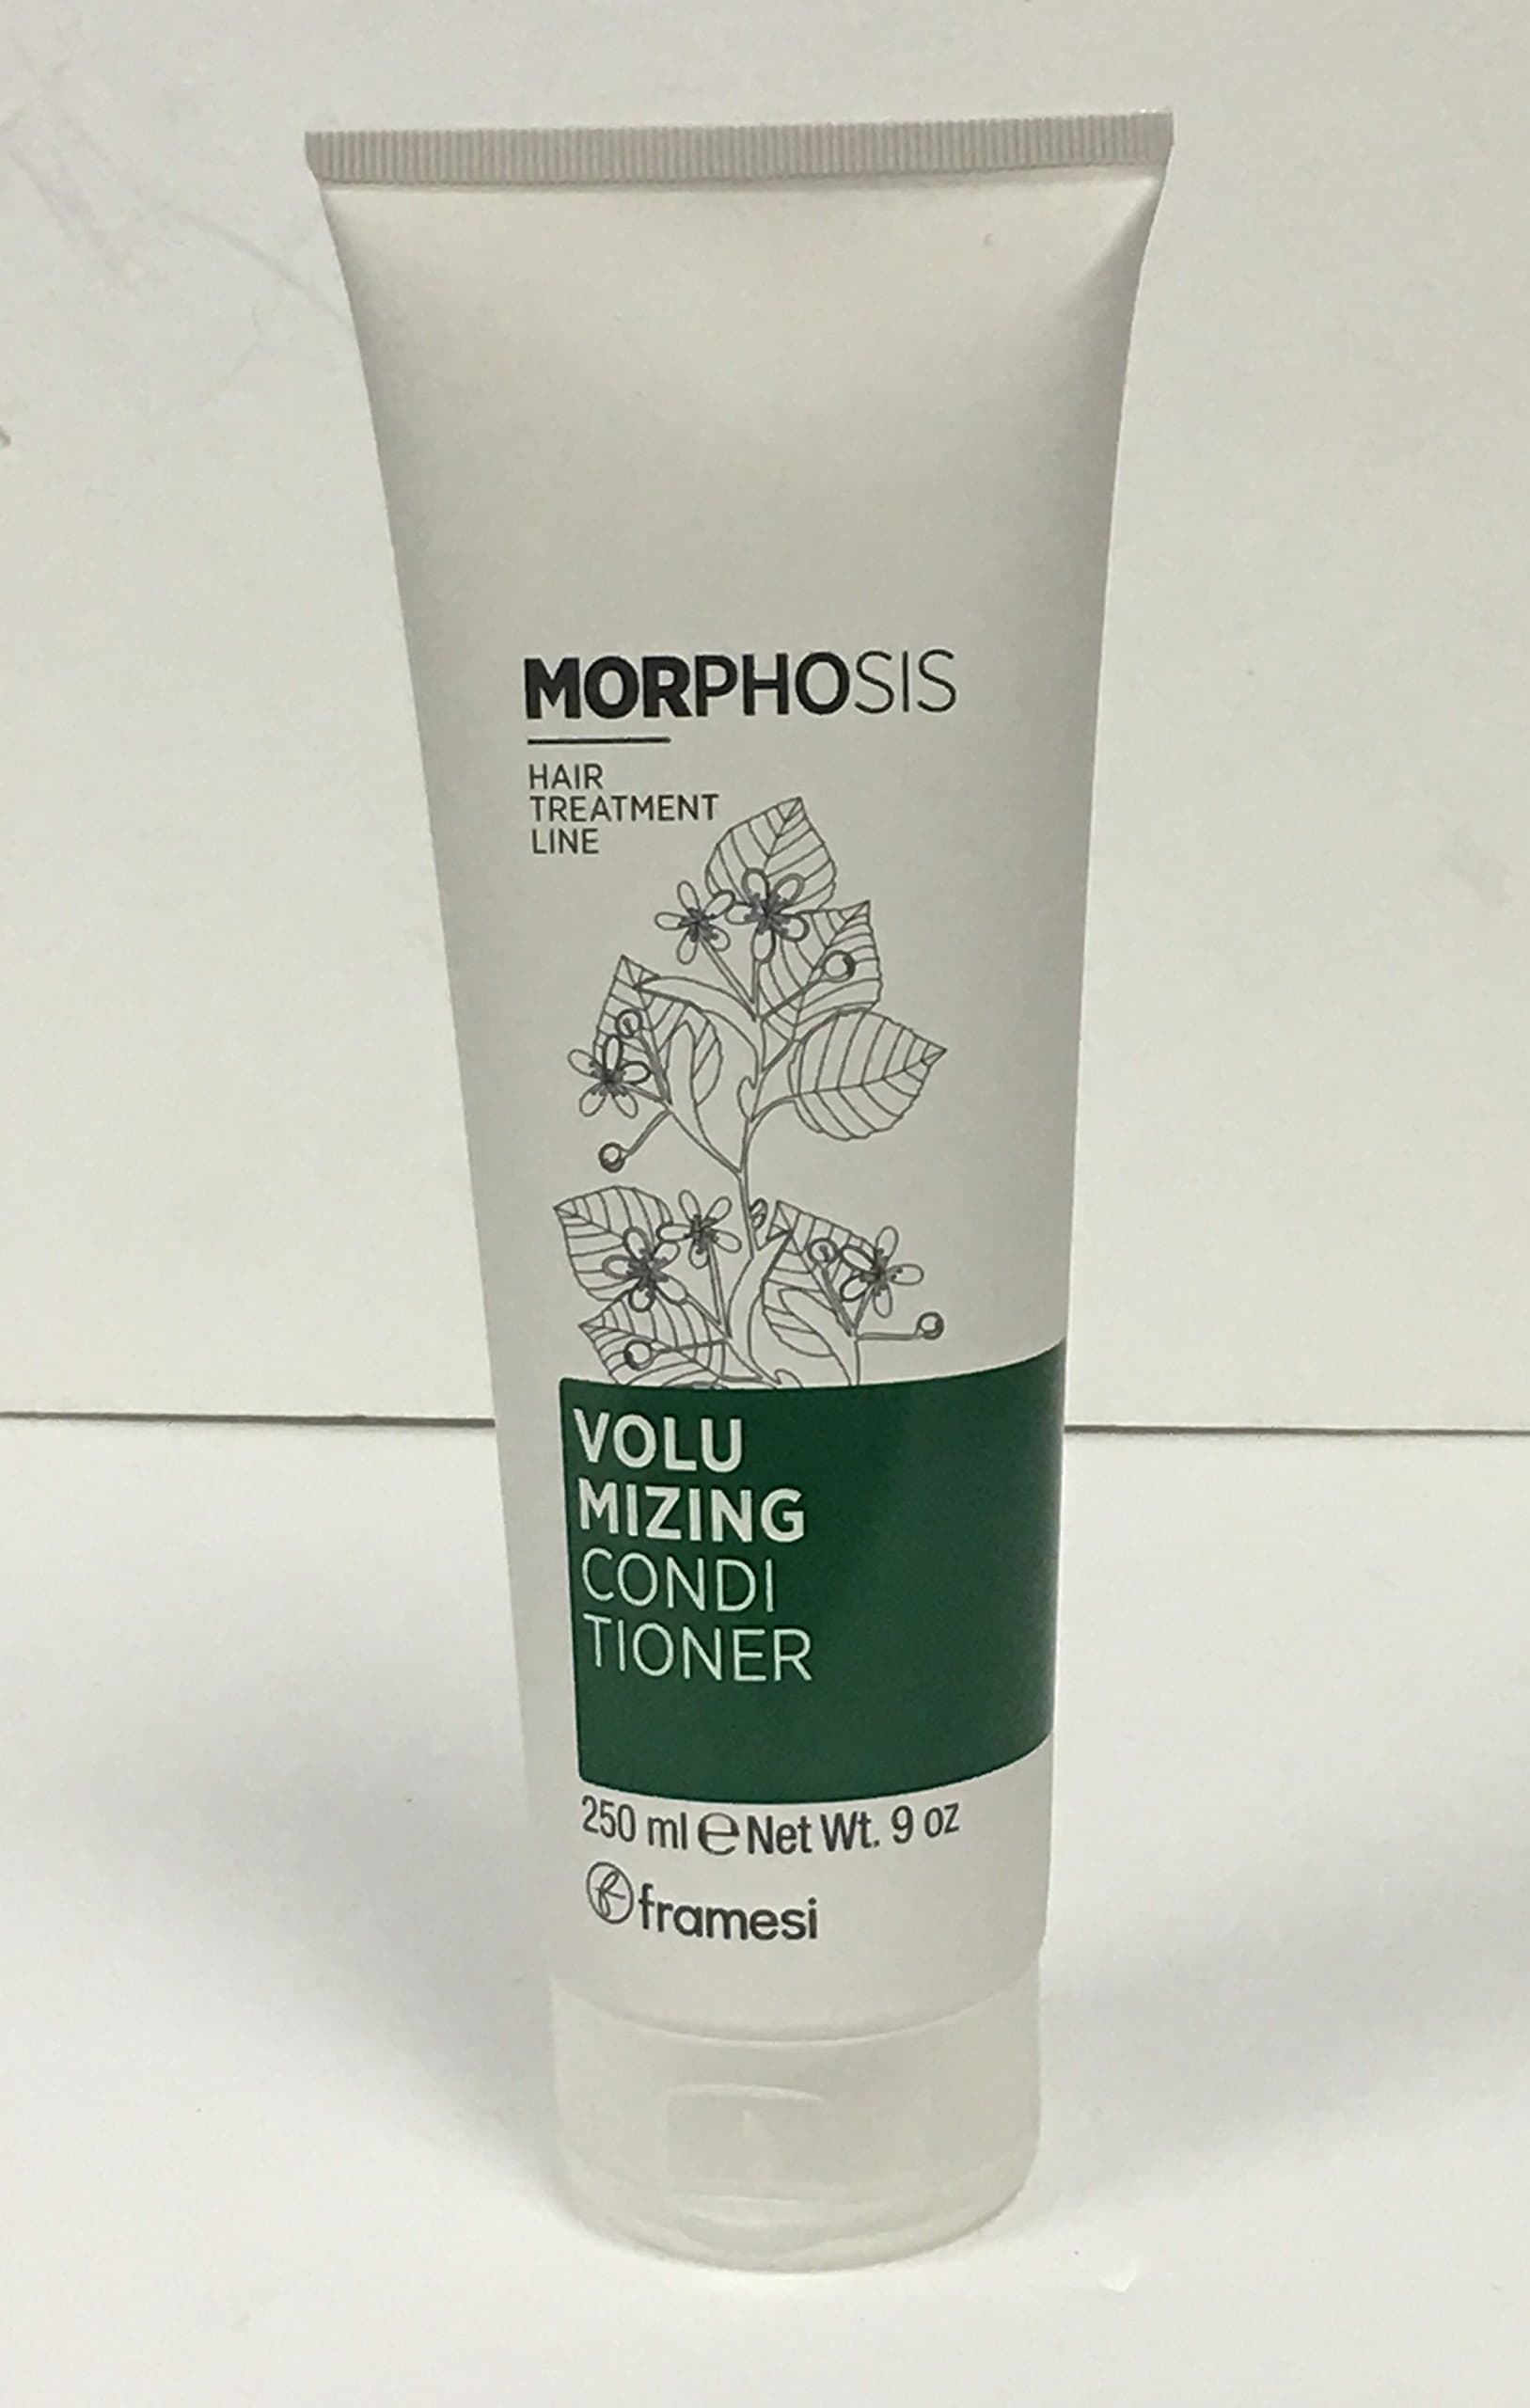 MORPHOSIS
HAIR
TREATMENT
LINE
VOLU
MIZING
CONDI
TIONER
250 ml ℮ Net Wt. 9 oz
framesi